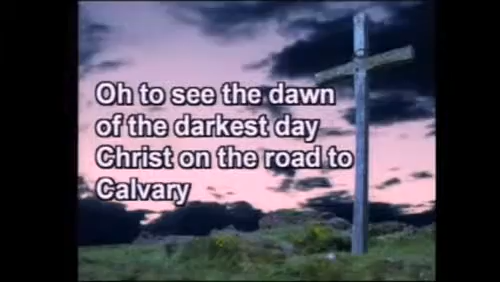 Oh to see the dawn
of the darkest day
Christ on the road to
Calvary